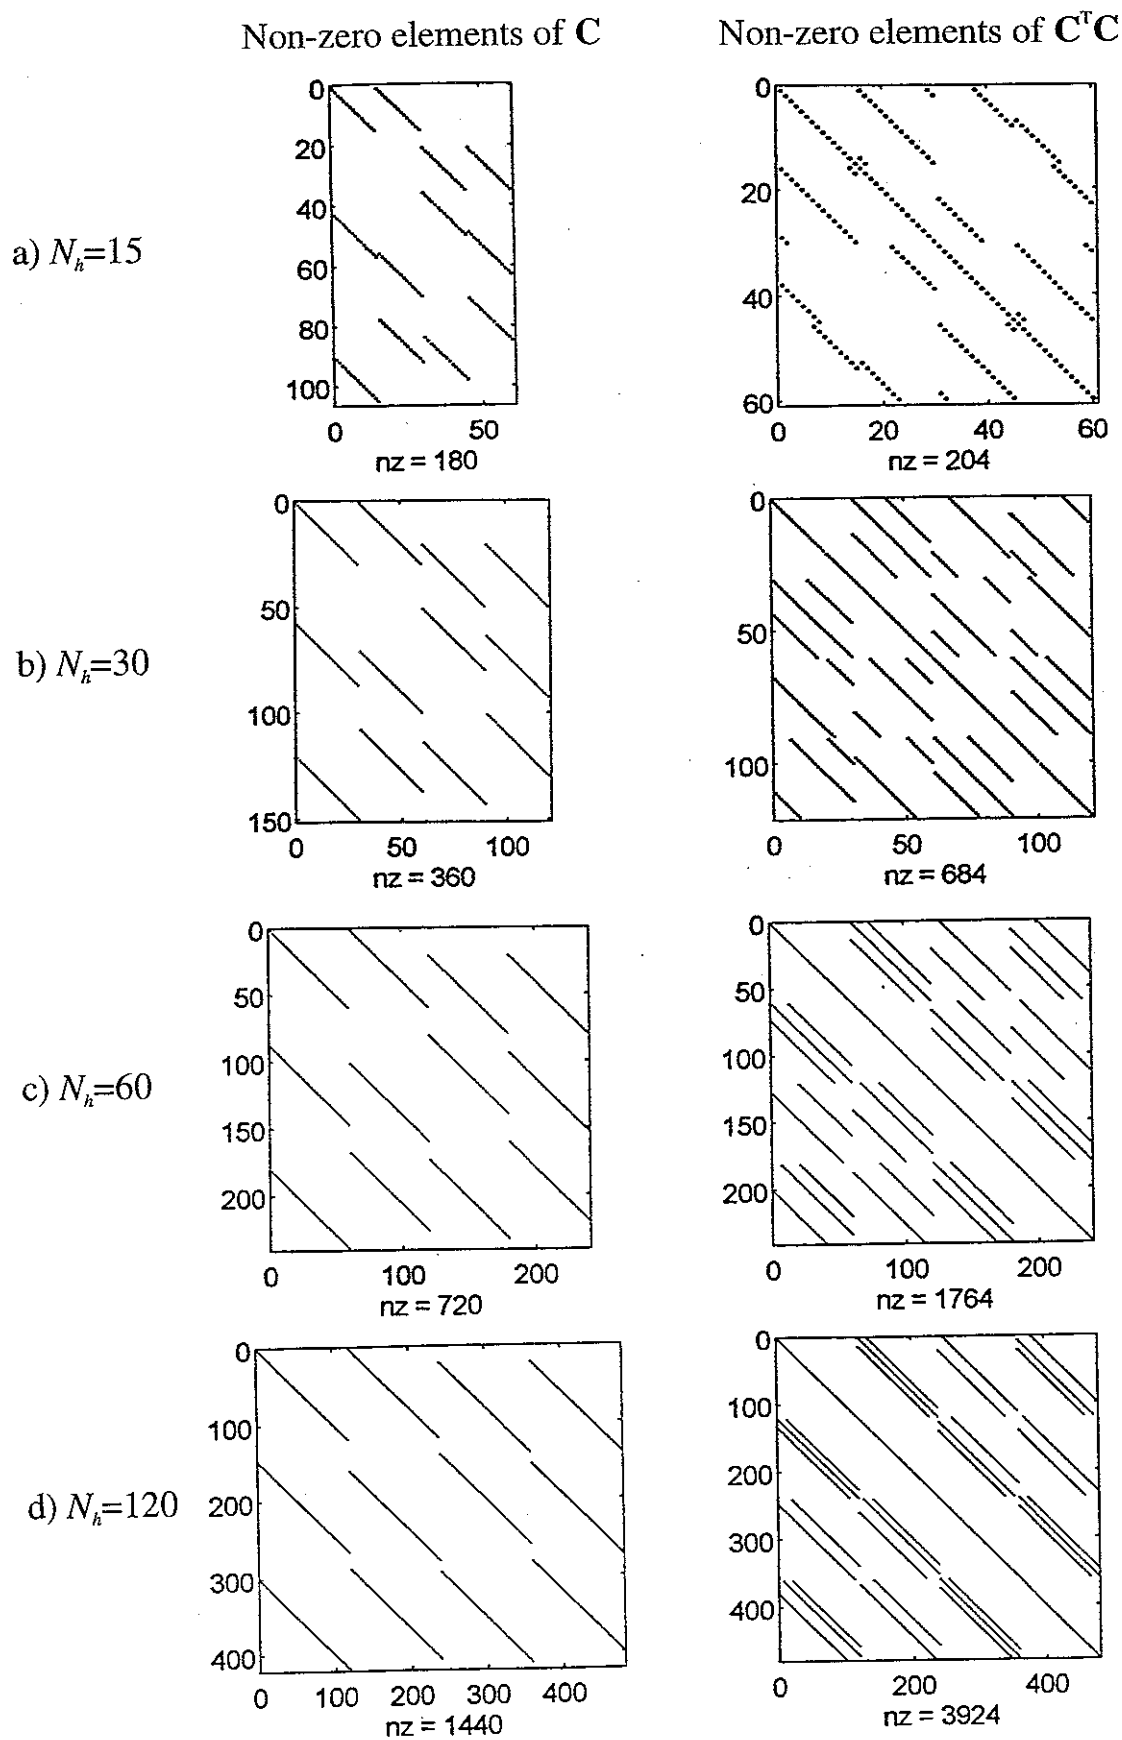 Non-zero elements of C
Non-zero elements of CᵀC
a) Nₕ=15
0
20
40
60
80
100
0 50
nz = 180
0
20
40
60
0 20 40 60
nz = 204
b) Nₕ=30
0
50
100
150
0 50 100
nz = 360
0
50
100
0 50 100
nz = 684
c) Nₕ=60
0
50
100
150
200
0 100 200
nz = 720
0
50
100
150
200
0 100 200
nz = 1764
d) Nₕ=120
0
100
200
300
400
0 100 200 300 400
nz = 1440
0
100
200
300
400
0 200 400
nz = 3924